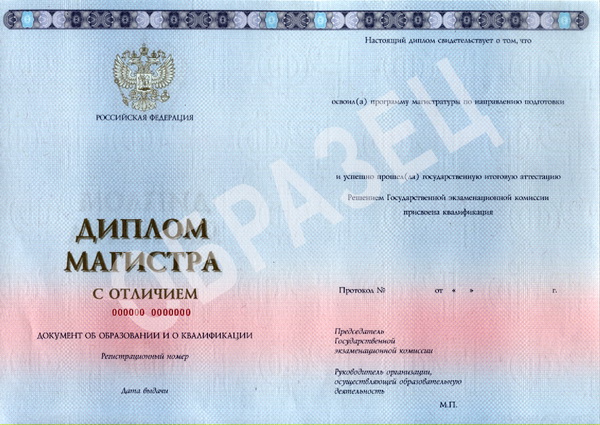 РОССИЙСКАЯ ФЕДЕРАЦИЯ
ДИПЛОМ
МАГИСТРА
С ОТЛИЧИЕМ
000000 0000000
ДОКУМЕНТ ОБ ОБРАЗОВАНИИ И О КВАЛИФИКАЦИИ
Регистрационный номер
Дата выдачи
Настоящий диплом свидетельствует о том, что
освоил(а) программу магистратуры по направлению подготовки
и успешно прошел(ла) государственную итоговую аттестацию
Решением Государственной экзаменационной комиссии
присвоена квалификация
Протокол № от « » г.
Председатель
Государственной
экзаменационной комиссии
Руководитель организации,
осуществляющей образовательную
деятельность
М.П.
ОБРАЗЕЦ